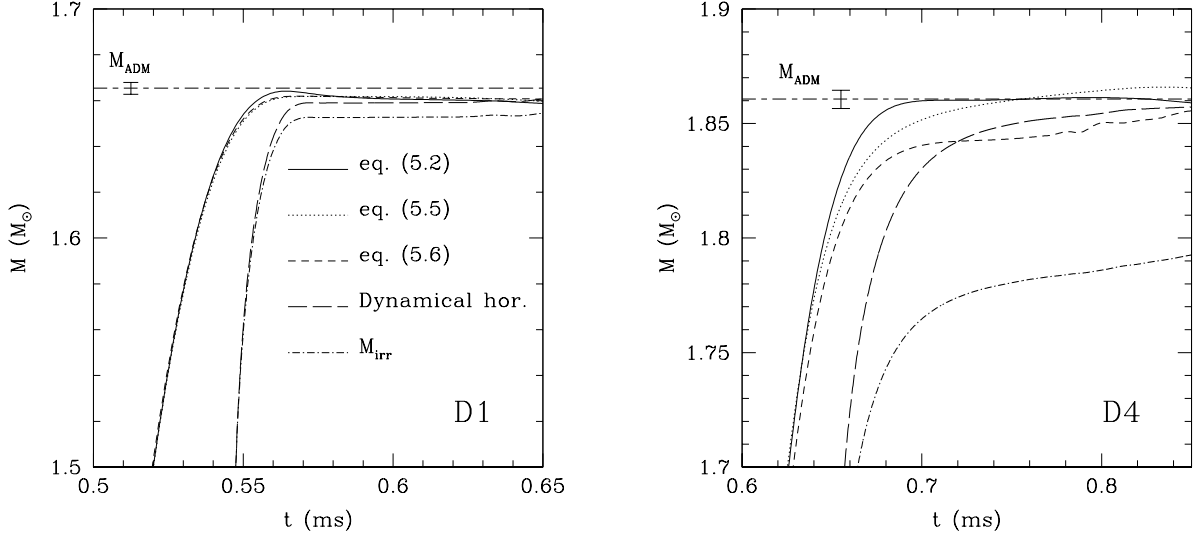 1.7
M_ADM
1.6
M (M_⊙)
eq. (5.2)
eq. (5.5)
eq. (5.6)
Dynamical hor.
M_irr
D1
1.5
0.5 0.55 0.6 0.65
t (ms)
1.9
M_ADM
1.85
1.8
M (M_⊙)
1.75
D4
1.7
0.6 0.7 0.8
t (ms)